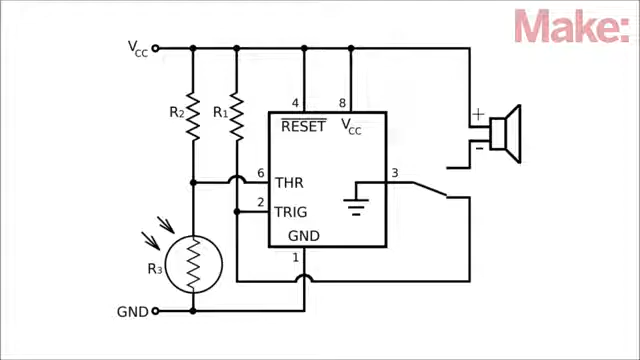 Make:
VCC
+
4
8
R2
R1
RESET
VCC
-
6
THR
3
2
TRIG
GND
R3
1
GND